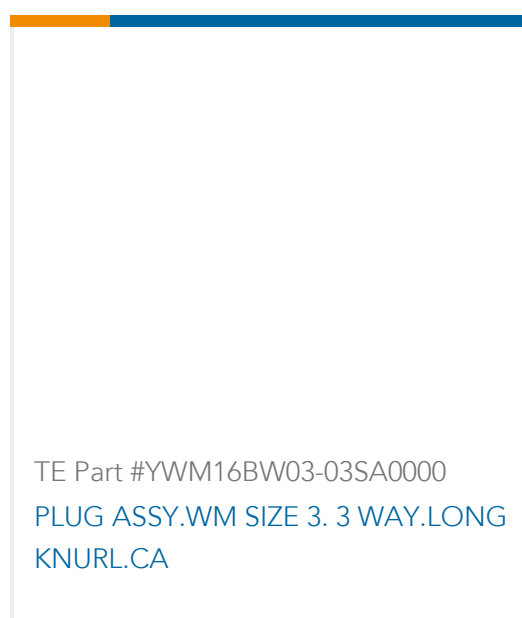 TE Part #YWM16BW03-03SA0000
PLUG ASSY.WM SIZE 3. 3 WAY.LONG
KNURL.CA